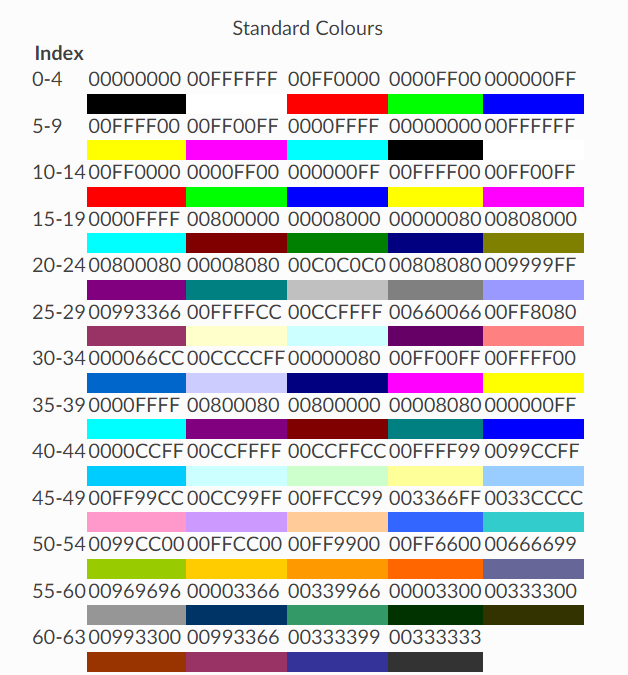 Standard Colours
Index
0-4 00000000 00FFFFFF 00FF0000 0000FF00 000000FF
5-9 00FFFF00 00FF00FF 0000FFFF 00000000 00FFFFFF
10-14 00FF0000 0000FF00 000000FF 00FFFF00 00FF00FF
15-19 0000FFFF 00800000 00008000 00000080 00808000
20-24 00800080 00008080 00C0C0C0 00808080 009999FF
25-29 00993366 00FFFFCC 00CCFFFF 00660066 00FF8080
30-34 000066CC 00CCCCFF 00000080 00FF00FF 00FFFF00
35-39 0000FFFF 00800080 00800000 00008080 000000FF
40-44 0000CCFF 00CCFFFF 00CCFFCC 00FFFF99 0099CCFF
45-49 00FF99CC 00CC99FF 00FFCC99 003366FF 0033CCCC
50-54 0099CC00 00FFCC00 00FF9900 00FF6600 00666699
55-60 00969696 00003366 00339966 00003300 00333300
60-63 00993300 00993366 00333399 00333333